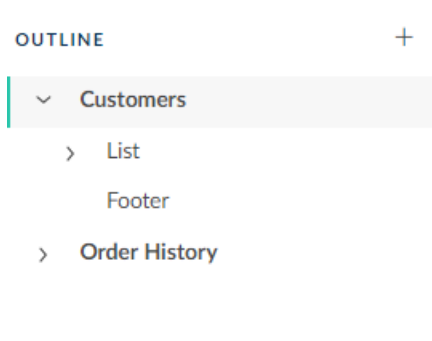 OUTLINE
Customers
List
Footer
Order History